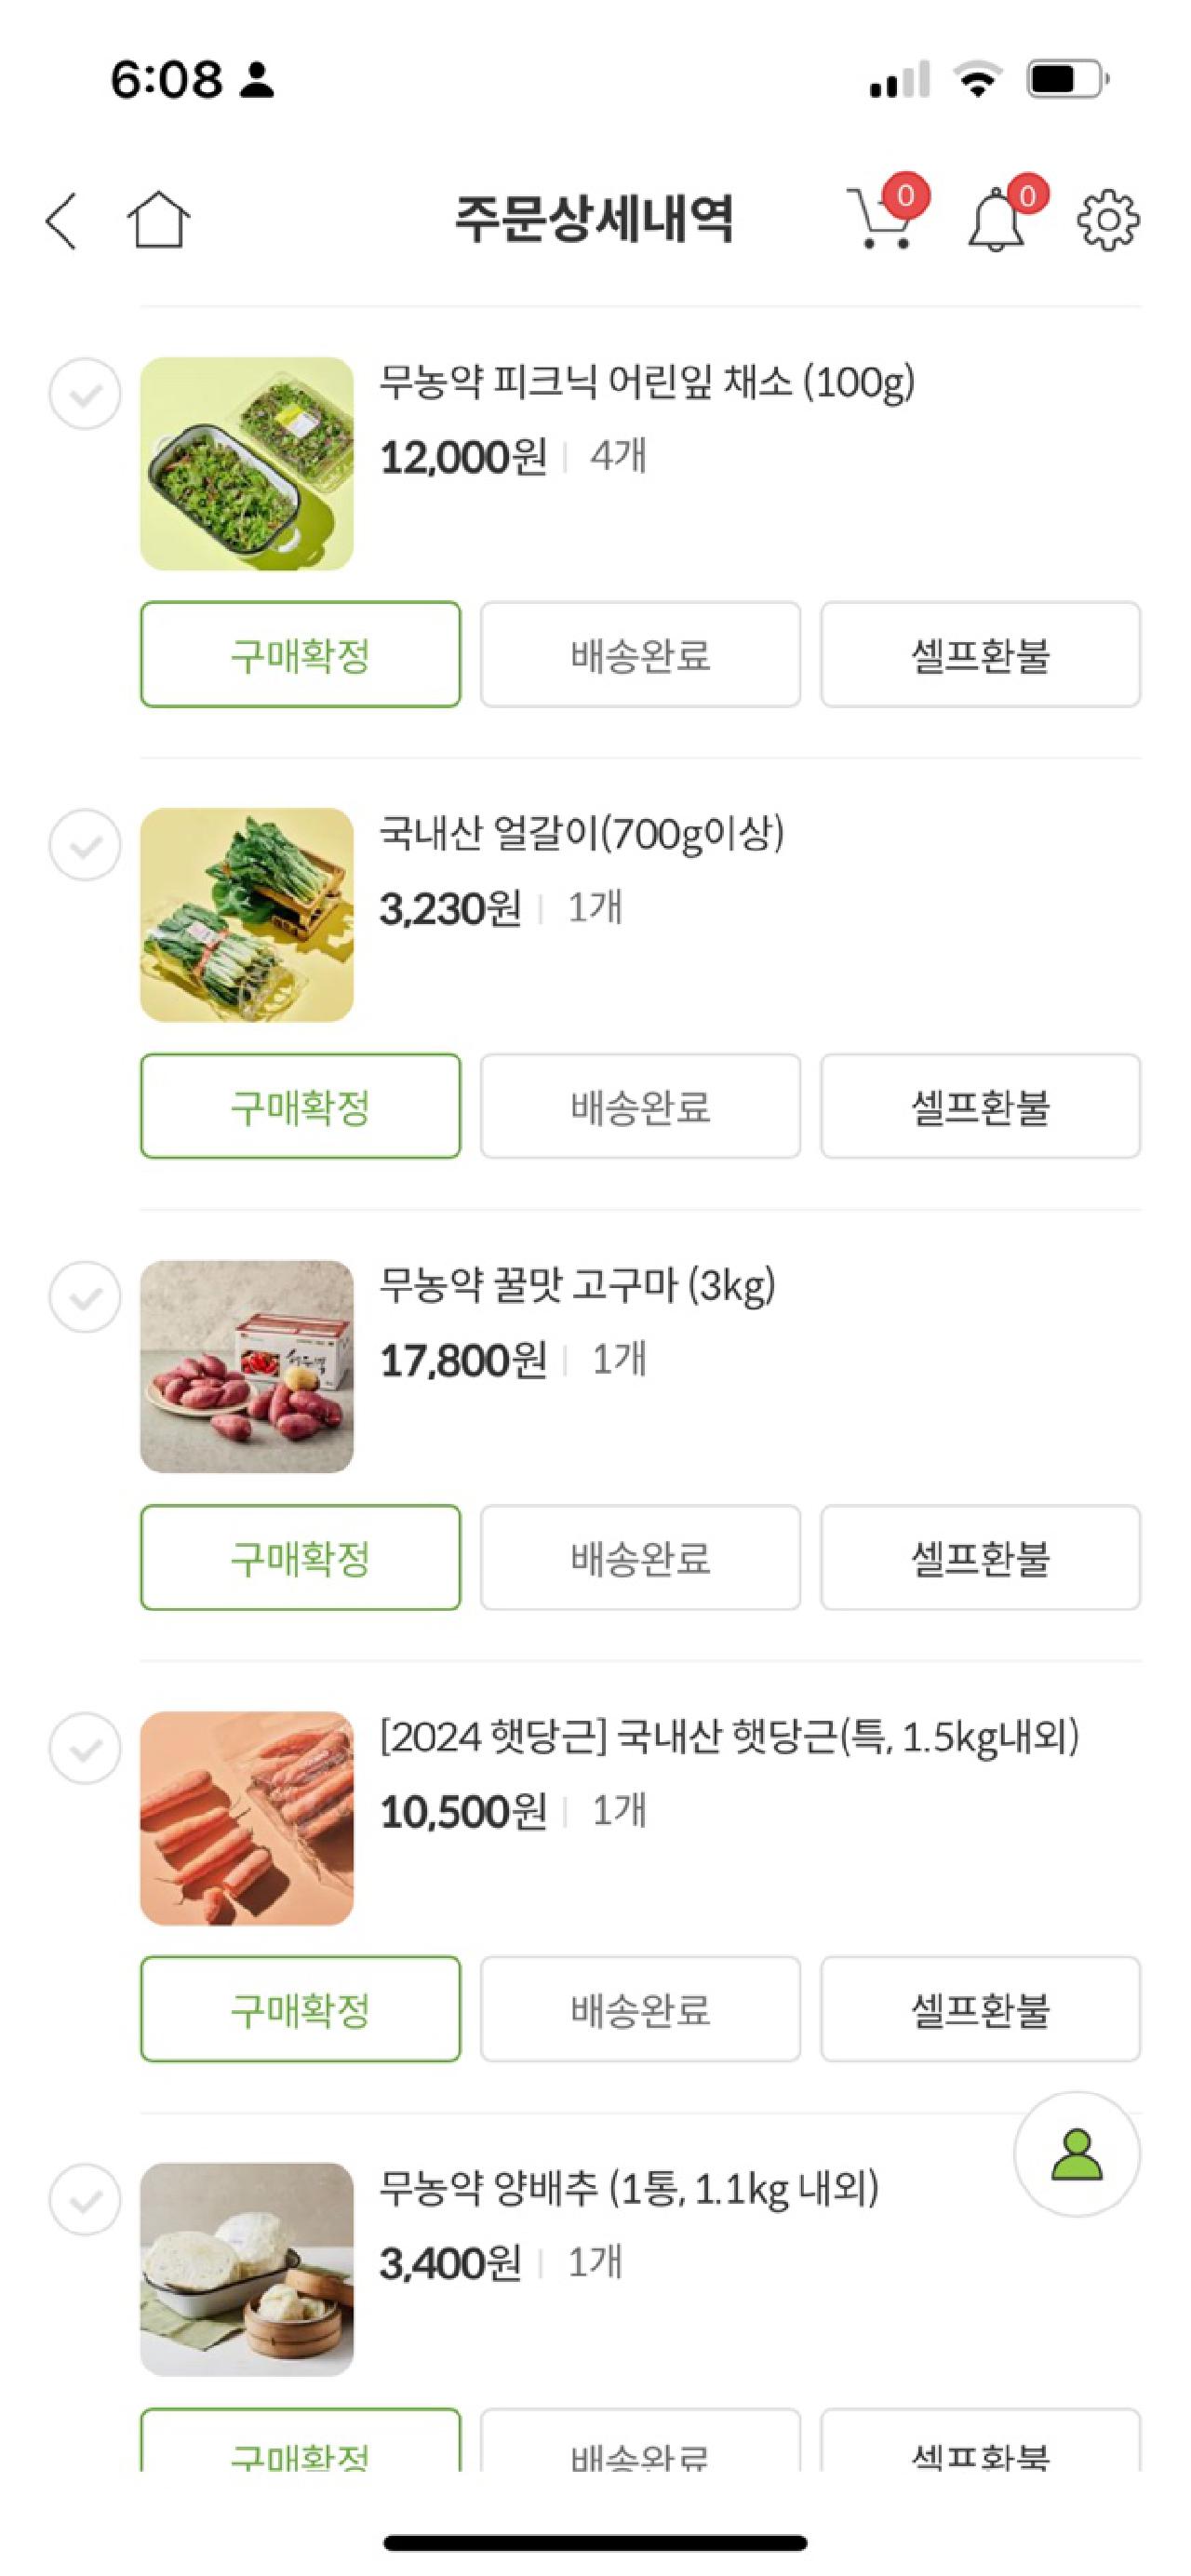 6:08
주문상세내역
0
0
무농약 피크닉 어린잎 채소 (100g)
12,000원 | 4개
구매확정 배송완료 셀프환불
국내산 얼갈이(700g이상)
3,230원 | 1개
구매확정 배송완료 셀프환불
무농약 꿀맛 고구마 (3kg)
17,800원 | 1개
구매확정 배송완료 셀프환불
[2024 햇당근] 국내산 햇당근(특, 1.5kg내외)
10,500원 | 1개
구매확정 배송완료 셀프환불
무농약 양배추 (1통, 1.1kg 내외)
3,400원 | 1개
구매확정 배송완료 셀프환불